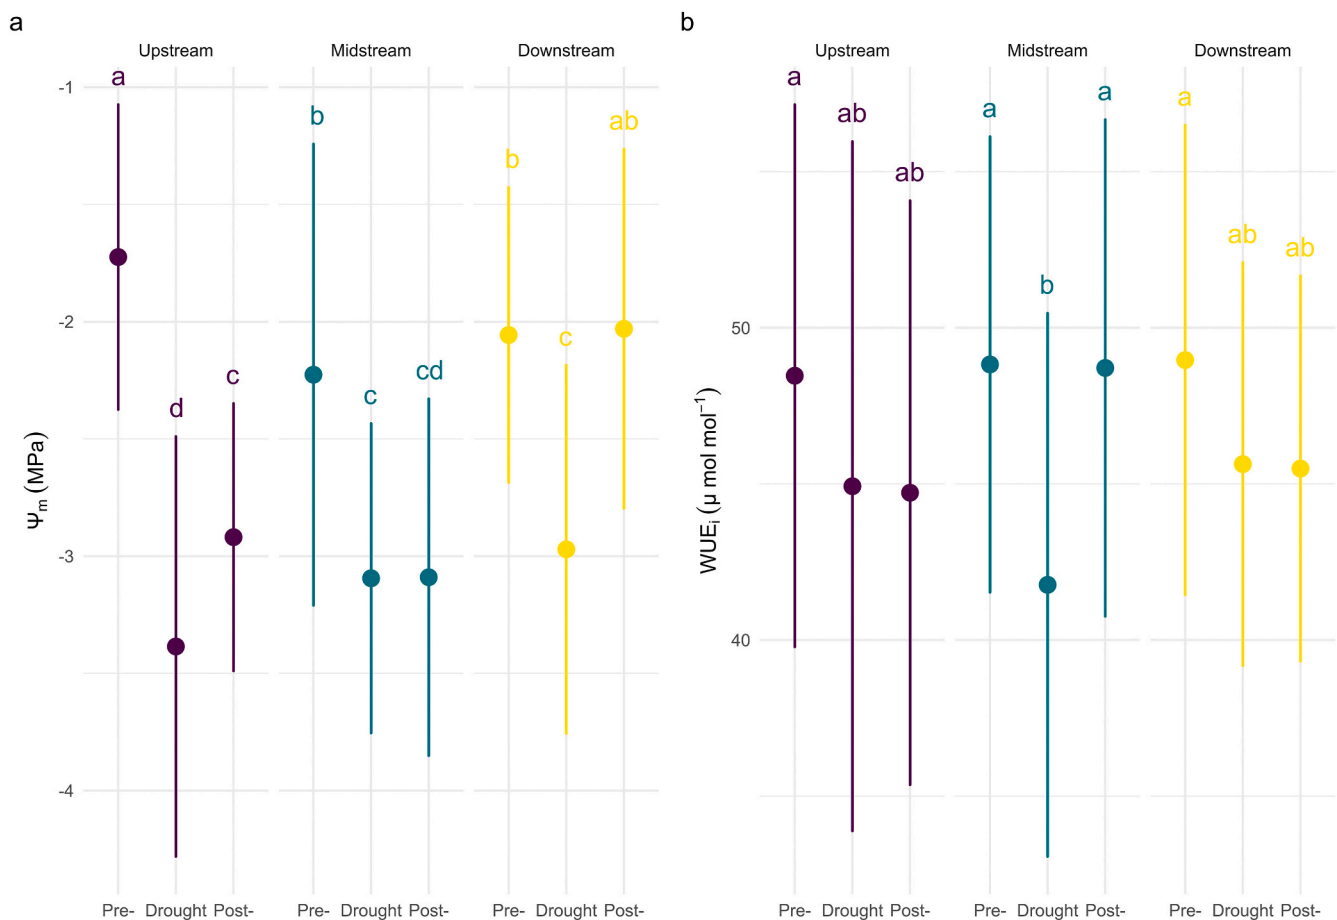 a
Upstream Midstream Downstream
-1
-2
-3
-4
Ψm (MPa)
a d c
b c cd
b c ab
Pre- Drought Post- Pre- Drought Post- Pre- Drought Post-
b
Upstream Midstream Downstream
50
40
WUEi (μ mol mol−1)
a ab ab
a b a
a ab ab
Pre- Drought Post- Pre- Drought Post- Pre- Drought Post-